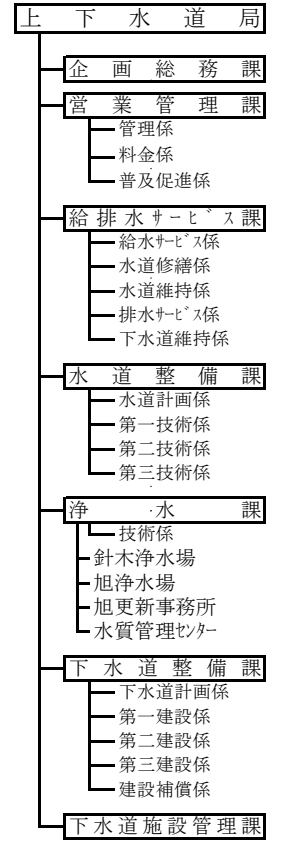 上下水道局
企画総務課
営業管理課
管理係
料金係
普及促進係
給排水サービス課
給水サービス係
水道修繕係
水道維持係
排水サービス係
下水道維持係
水道整備課
水道計画係
第一技術係
第二技術係
第三技術係
浄水課
技術係
針木浄水場
旭浄水場
旭更新事務所
水質管理センター
下水道整備課
下水道計画係
第一建設係
第二建設係
第三建設係
建設補償係
下水道施設管理課